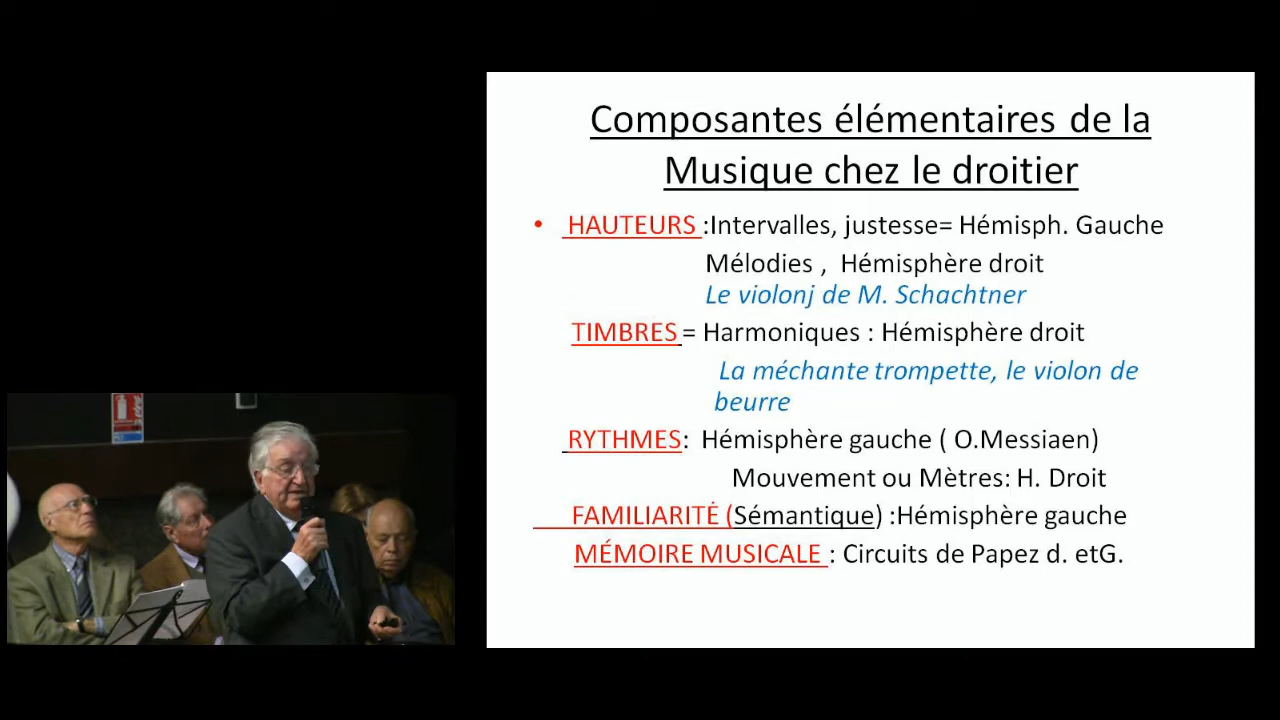 Composantes élémentaires de la
Musique chez le droitier
• HAUTEURS :Intervalles, justesse= Hémisph. Gauche
Mélodies , Hémisphère droit
Le violonj de M. Schachtner
TIMBRES = Harmoniques : Hémisphère droit
La méchante trompette, le violon de
beurre
RYTHMES: Hémisphère gauche ( O.Messiaen)
Mouvement ou Mètres: H. Droit
FAMILIARITÉ (Sémantique) :Hémisphère gauche
MÉMOIRE MUSICALE : Circuits de Papez d. etG.